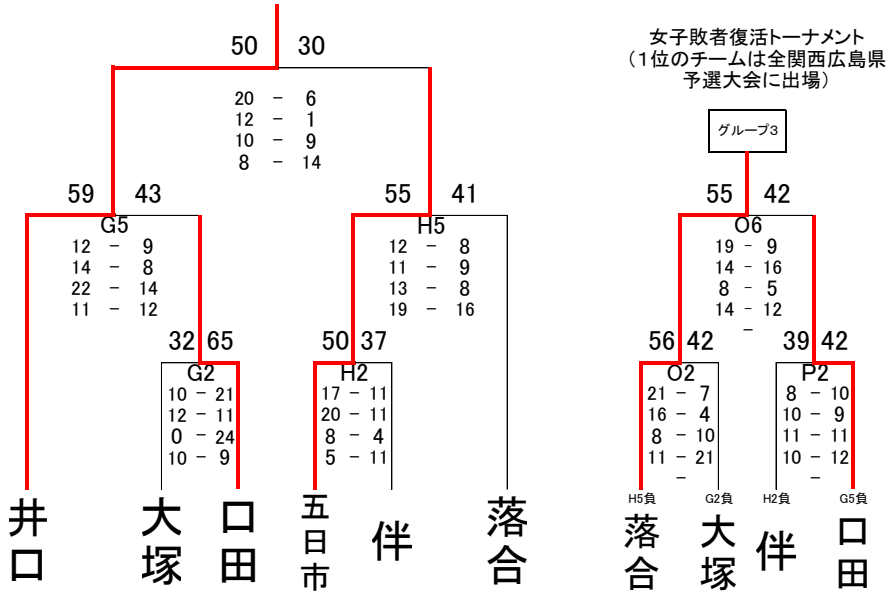 50 30
20 － 6
12 － 1
10 － 9
8 － 14
59 43
G5
12 － 9
14 － 8
22 － 14
11 － 12
55 41
H5
12 － 8
11 － 9
13 － 8
19 － 16
32 65
G2
10 － 21
12 － 11
0 － 24
10 － 9
50 37
H2
17 － 11
20 － 11
8 － 4
5 － 11
井口
大塚
口田
五日市
伴
落合
女子敗者復活トーナメント
（１位のチームは全関西広島県
予選大会に出場）
グループ３
55 42
O6
19 － 9
14 － 16
8 － 5
14 － 12
－
56 42
O2
21 － 7
16 － 4
8 － 10
11 － 21
－
39 42
P2
8 － 10
10 － 9
11 － 11
10 － 12
－
H5負
G2負
H2負
G5負
落合
大塚
伴
口田